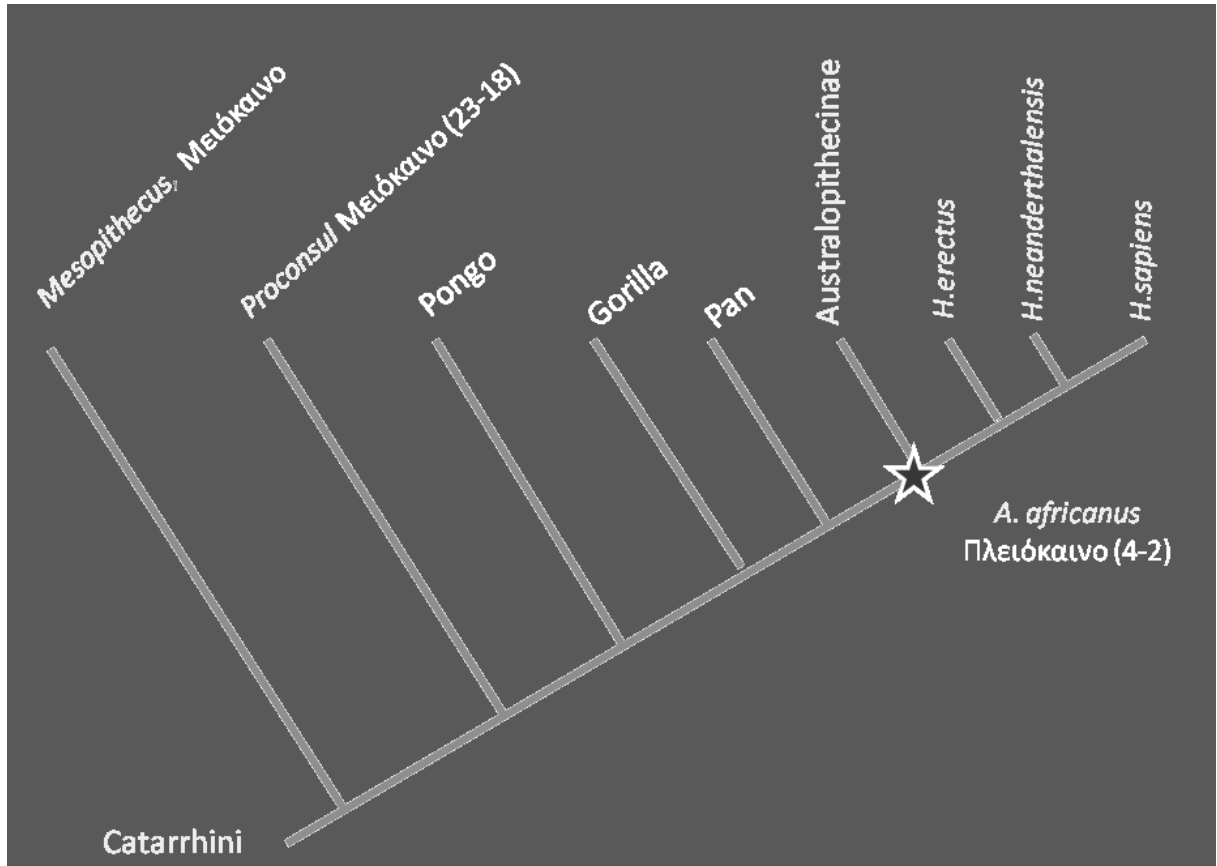 Mesopithecus, Μειόκαινο
Proconsul Μειόκαινο (23-18)
Pongo
Gorilla
Pan
Australopithecinae
H.erectus
H.neanderthalensis
H.sapiens
A. africanus
Πλειόκαινο (4-2)
Catarrhini